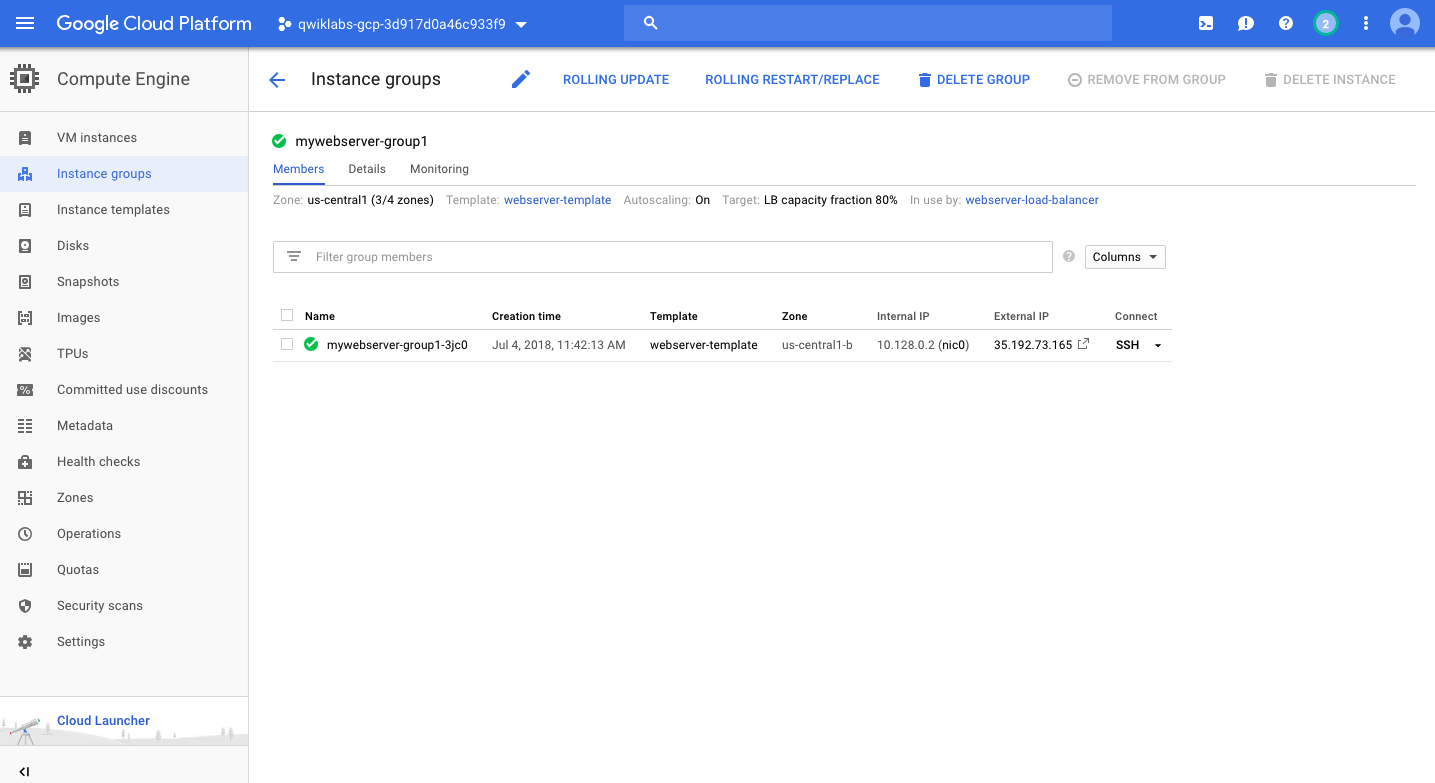 Google Cloud Platform qwiklabs-gcp-3d917d0a46c933f9 2
Compute Engine
Instance groups ROLLING UPDATE ROLLING RESTART/REPLACE DELETE GROUP REMOVE FROM GROUP DELETE INSTANCE
VM instances
Instance groups
Instance templates
Disks
Snapshots
Images
TPUs
Committed use discounts
Metadata
Health checks
Zones
Operations
Quotas
Security scans
Settings
Cloud Launcher
mywebserver-group1
Members Details Monitoring
Zone: us-central1 (3/4 zones) Template: webserver-template Autoscaling: On Target: LB capacity fraction 80% In use by: webserver-load-balancer
Filter group members ? Columns
Name Creation time Template Zone Internal IP External IP Connect
mywebserver-group1-3jc0 Jul 4, 2018, 11:42:13 AM webserver-template us-central1-b 10.128.0.2 (nic0) 35.192.73.165 SSH